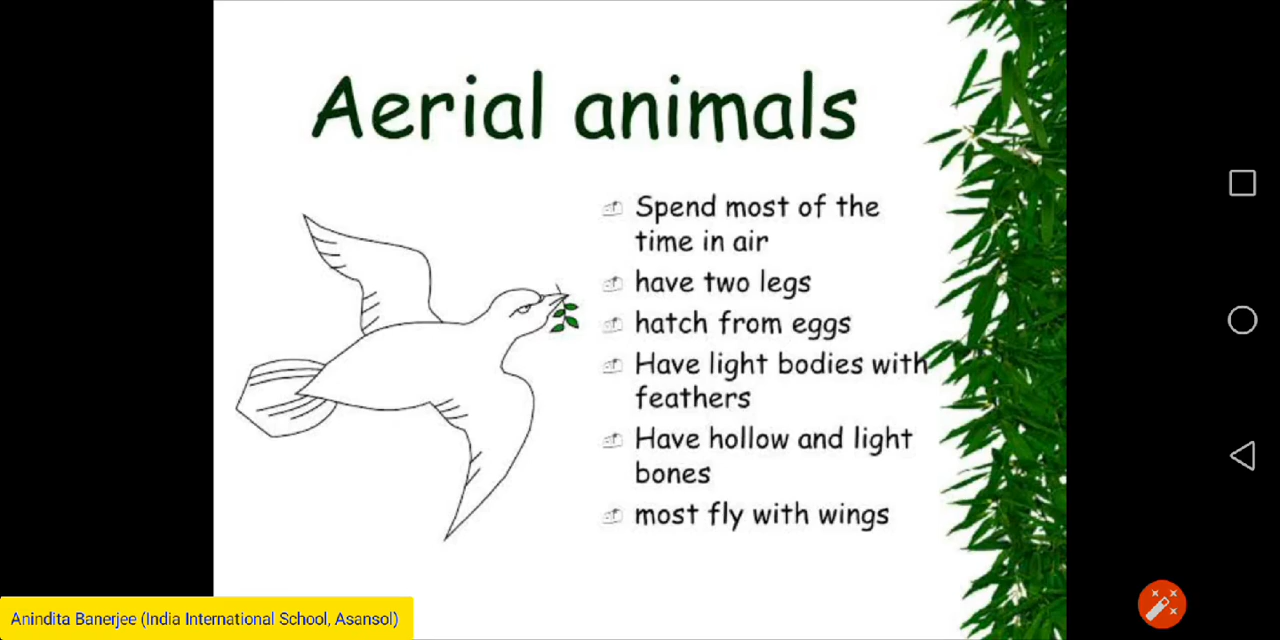 Aerial animals
Spend most of the
time in air
have two legs
hatch from eggs
Have light bodies with
feathers
Have hollow and light
bones
most fly with wings
Anindita Banerjee (India International School, Asansol)